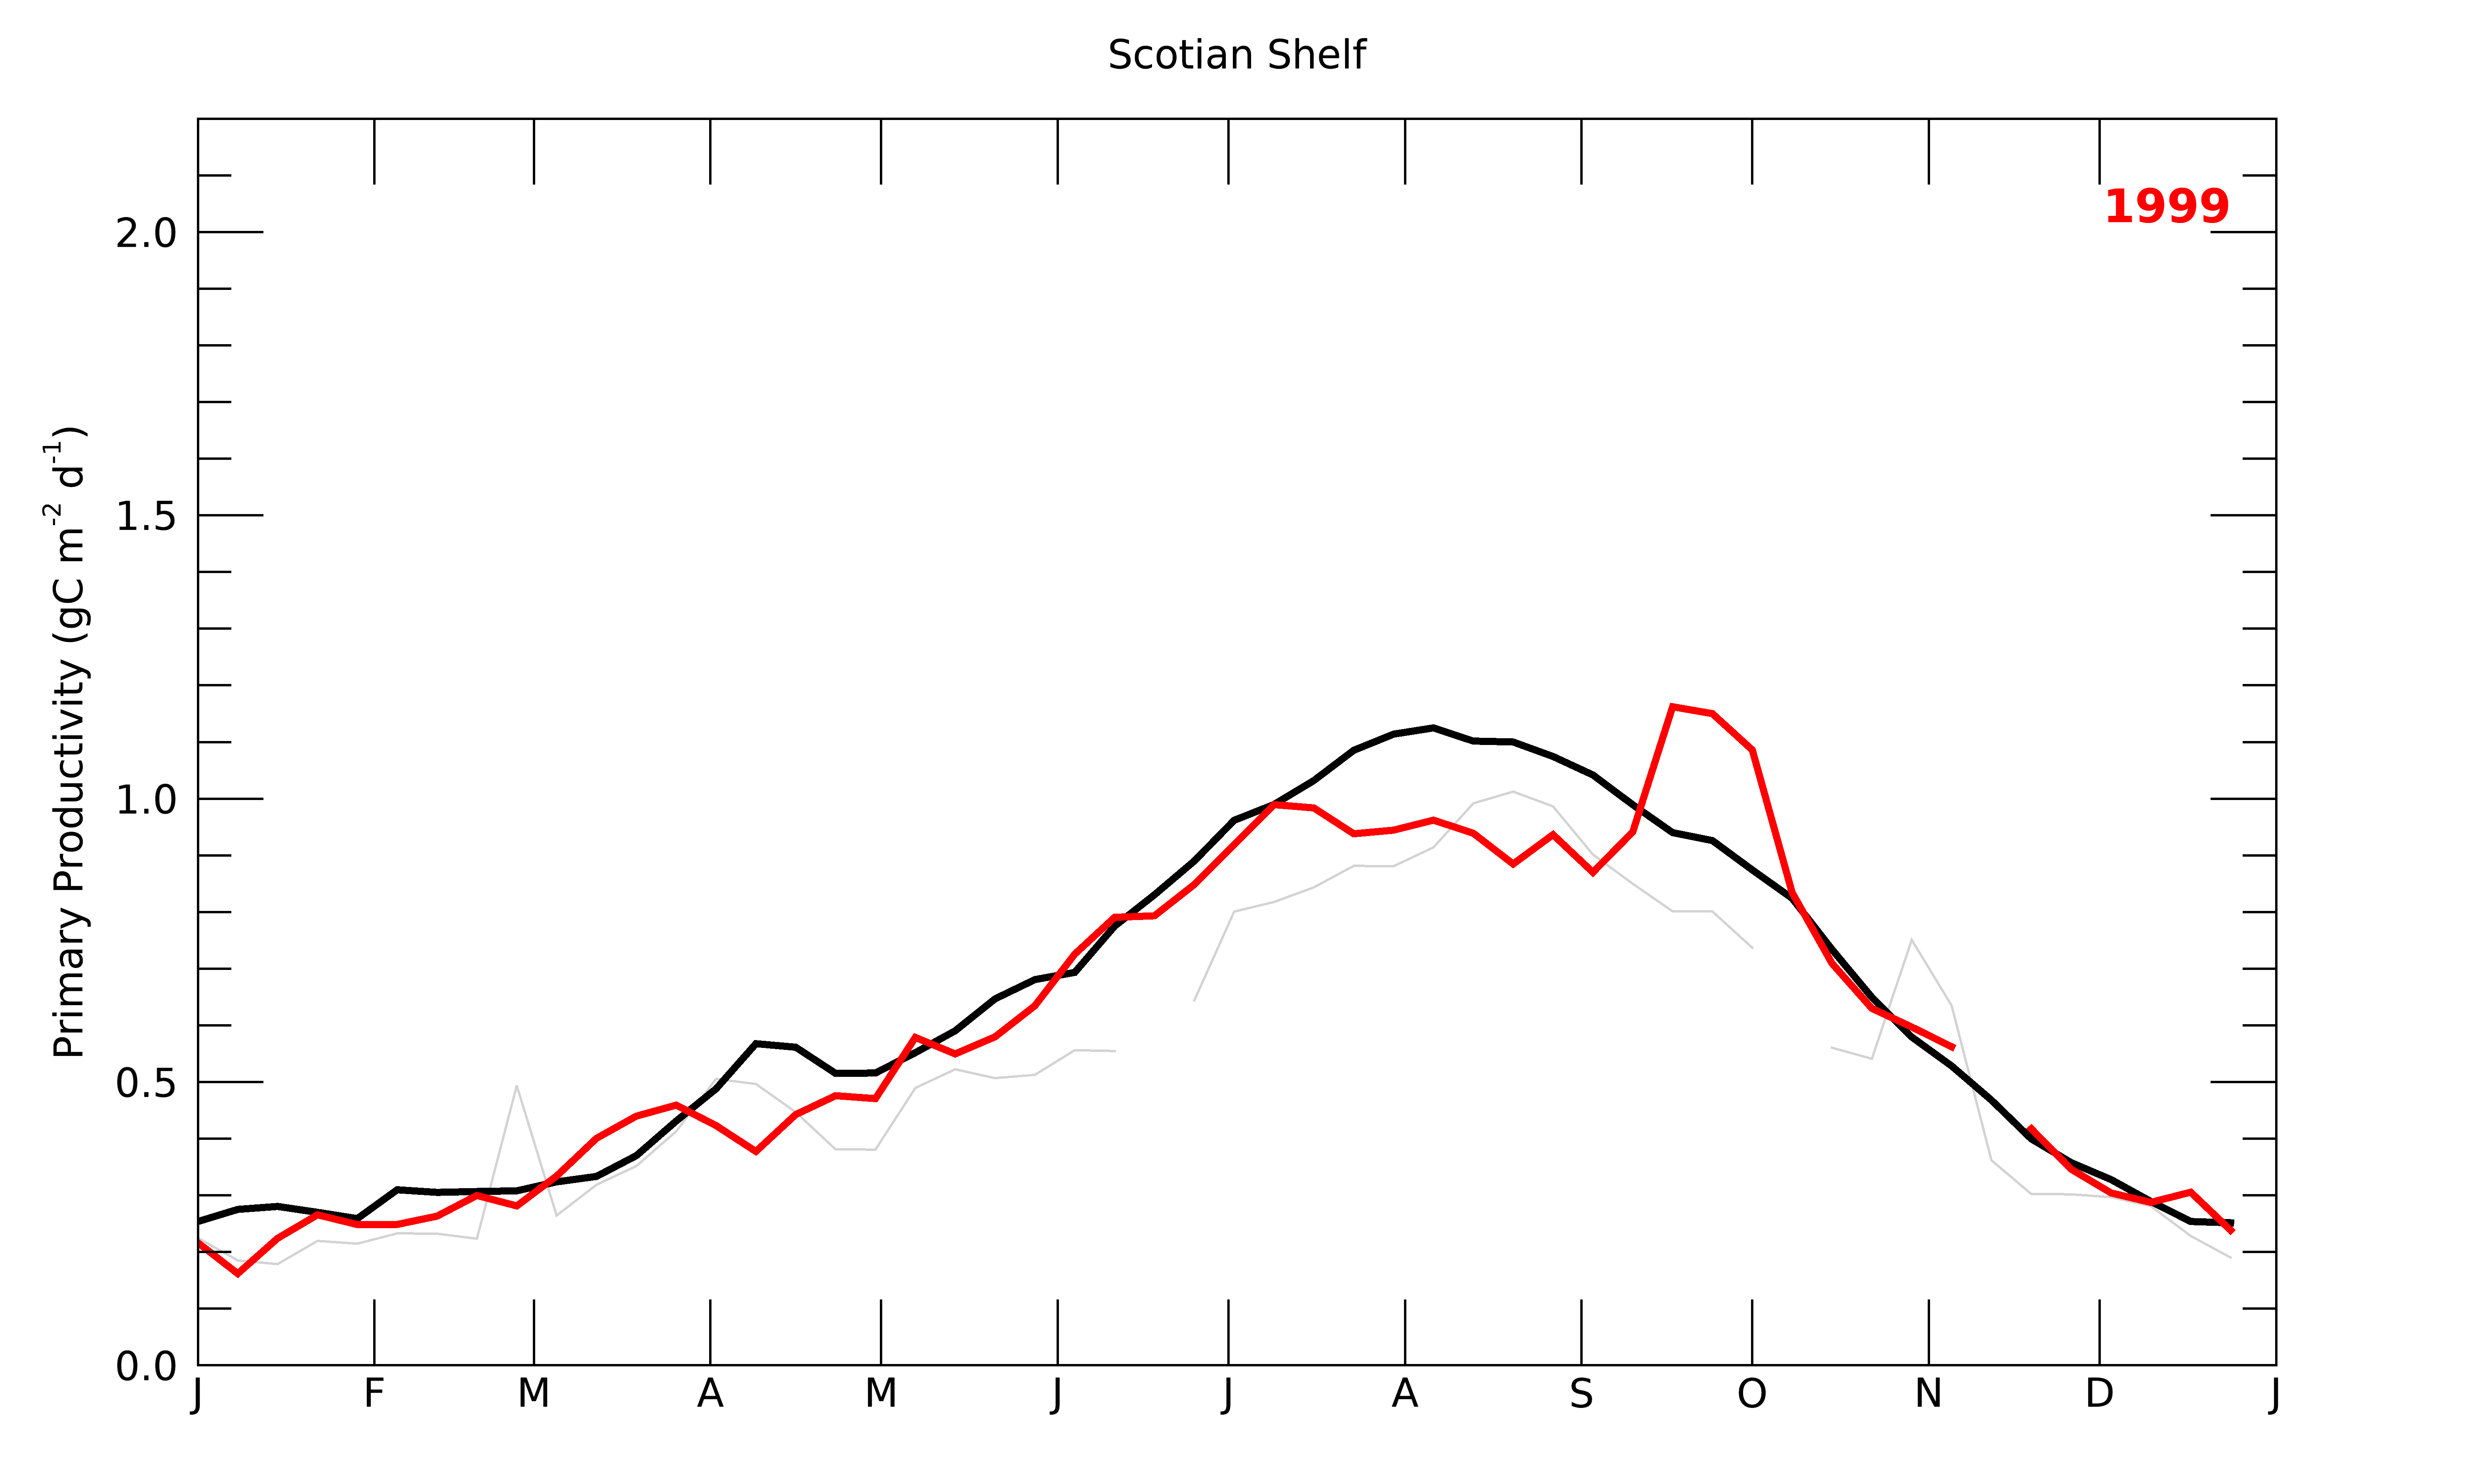 Scotian Shelf
1999
2.0
1.5
1.0
0.5
0.0
Primary Productivity (gC m⁻² d⁻¹)
J F M A M J J A S O N D J